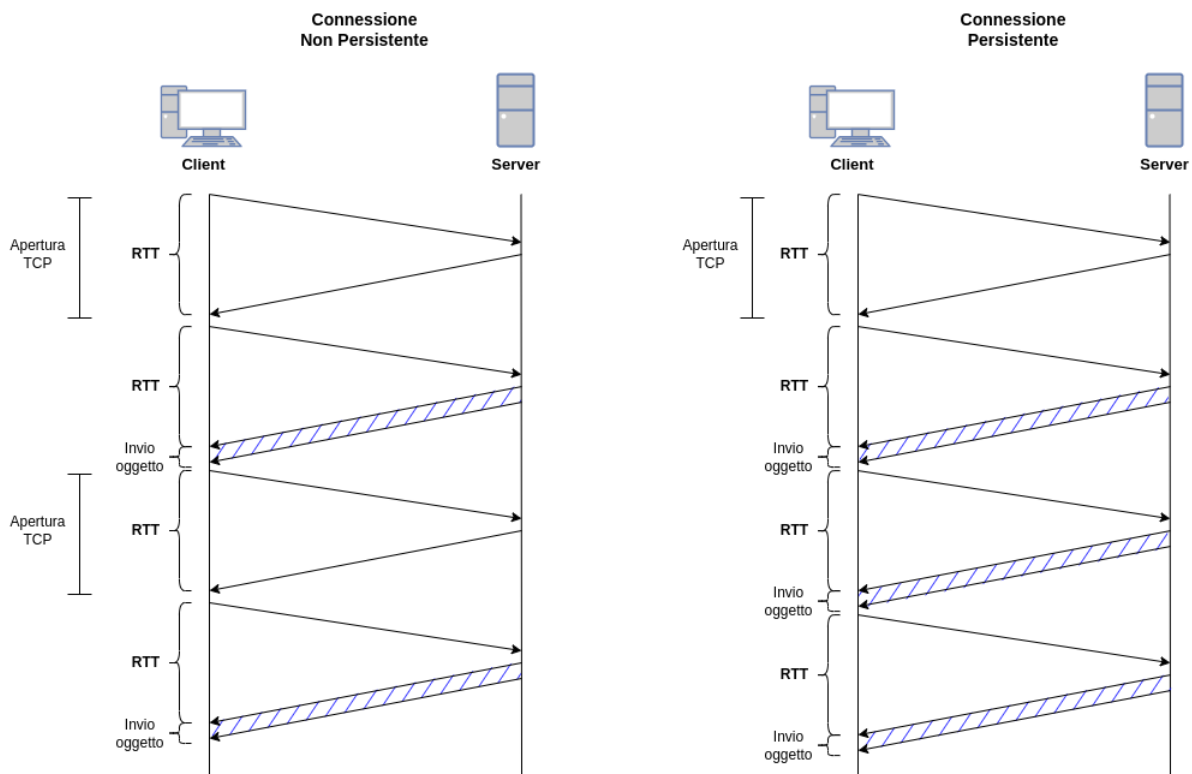 Connessione
Non Persistente
Client
Server
Apertura
TCP
RTT
RTT
Invio
oggetto
Apertura
TCP
RTT
RTT
Invio
oggetto
Connessione
Persistente
Client
Server
Apertura
TCP
RTT
RTT
Invio
oggetto
RTT
Invio
oggetto
RTT
Invio
oggetto